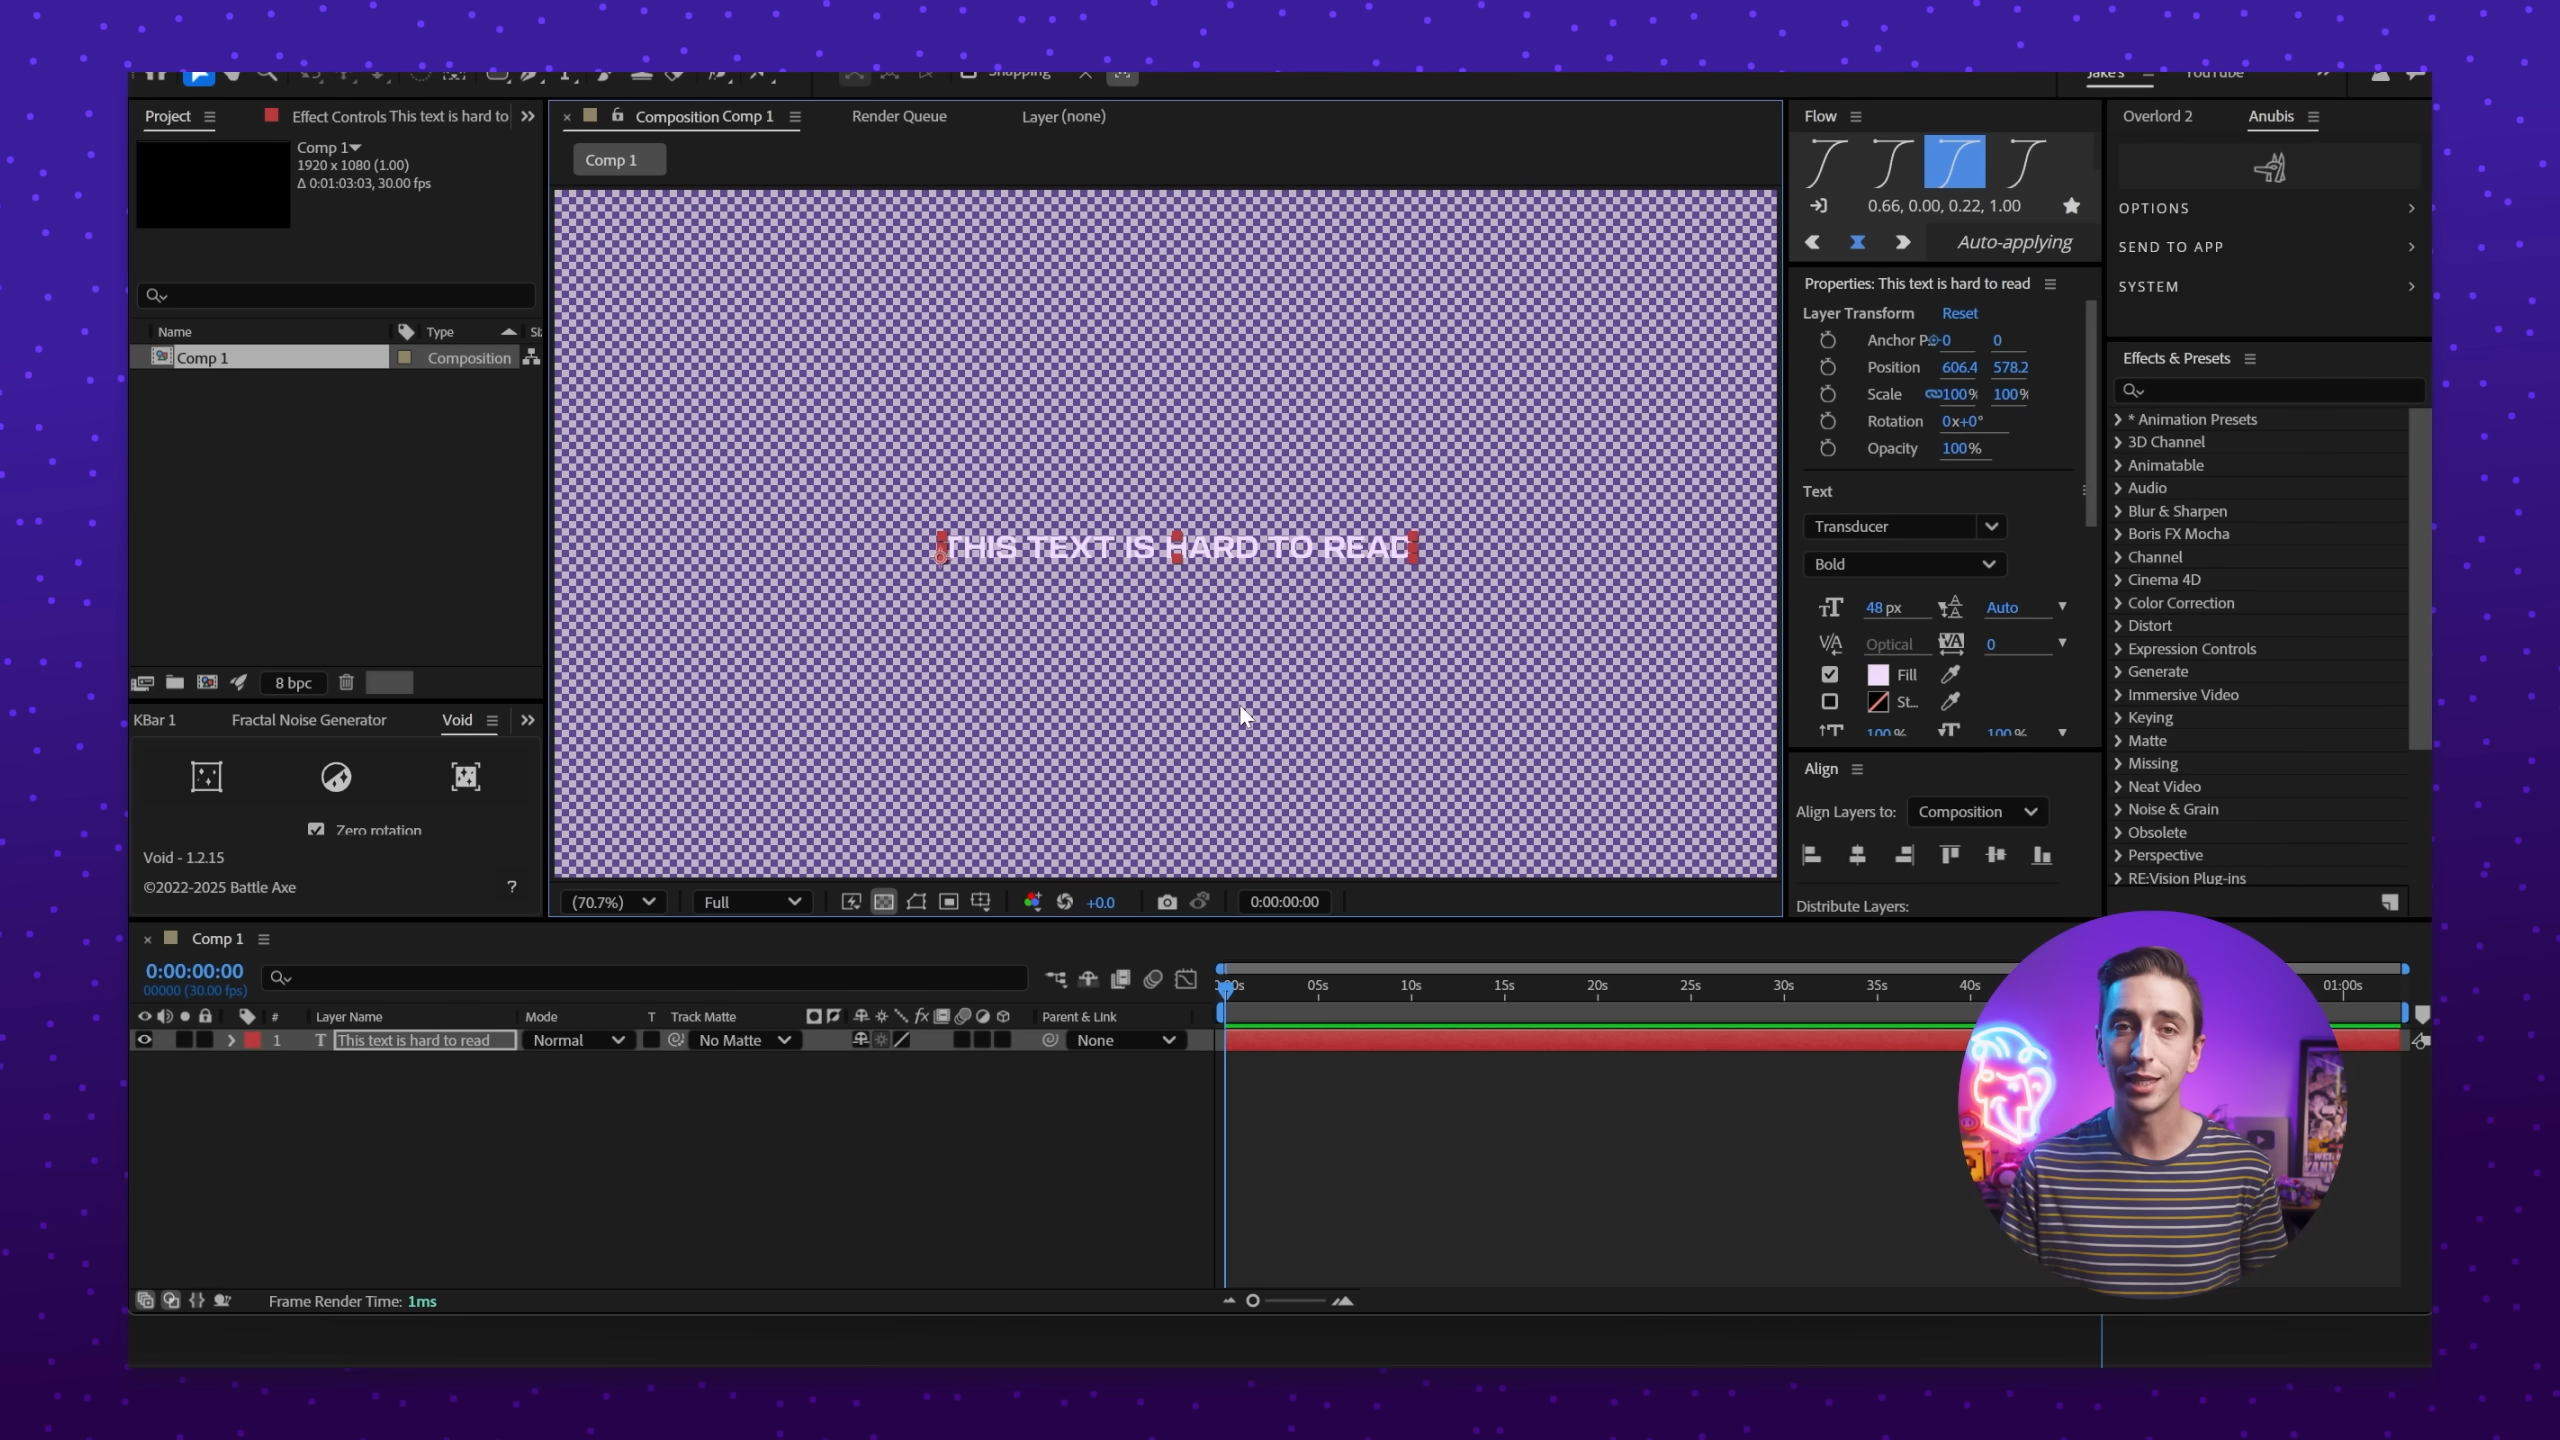 Snapping
Jake's
YouTube
Project
Effect Controls This text is hard to
Composition Comp 1
Render Queue
Layer (none)
Flow
Overlord 2
Anubis
Comp 1
1920 x 1080 (1.00)
Δ 0:01:03:03, 30.00 fps
Comp 1
0.66, 0.00, 0.22, 1.00
Auto-applying
OPTIONS
SEND TO APP
SYSTEM
Name
Type
Comp 1
Composition
Properties: This text is hard to read
Layer Transform
Reset
Anchor P
0
0
Position
606.4
578.2
Scale
100%
100%
Rotation
0x+0°
Opacity
100%
Text
Transducer
Bold
48 px
Auto
Optical
0
Fill
St...
100 %
100 %
THIS TEXT IS HARD TO READ
Effects & Presets
* Animation Presets
3D Channel
Animatable
Audio
Blur & Sharpen
Boris FX Mocha
Channel
Cinema 4D
Color Correction
Distort
Expression Controls
Generate
Immersive Video
Keying
Matte
Missing
Neat Video
Noise & Grain
Obsolete
Perspective
RE:Vision Plug-ins
8 bpc
KBar 1
Fractal Noise Generator
Void
Zero rotation
Void - 1.2.15
©2022-2025 Battle Axe
?
Align
Align Layers to:
Composition
Distribute Layers:
(70.7%)
Full
+0.0
0:00:00:00
Comp 1
0:00:00:00
00000 (30.00 fps)
05s
10s
15s
20s
25s
30s
35s
40s
01:00s
#
Layer Name
Mode
T
Track Matte
Parent & Link
1
T
This text is hard to read
Normal
No Matte
None
Frame Render Time: 1ms